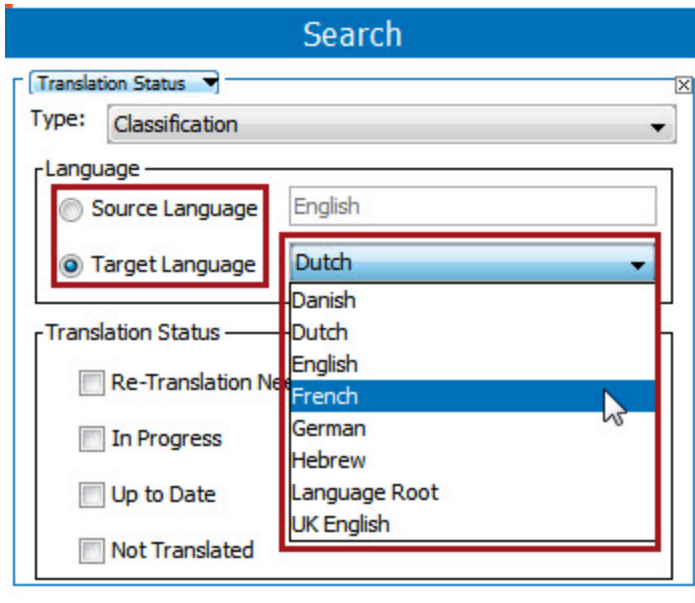 Search
Translation Status
Type: Classification
Language
Source Language English
Target Language Dutch
Danish
Dutch
Translation Status
English
Re-Translation
French
German
In Progress
Hebrew
Up to Date
Language Root
UK English
Not Translated